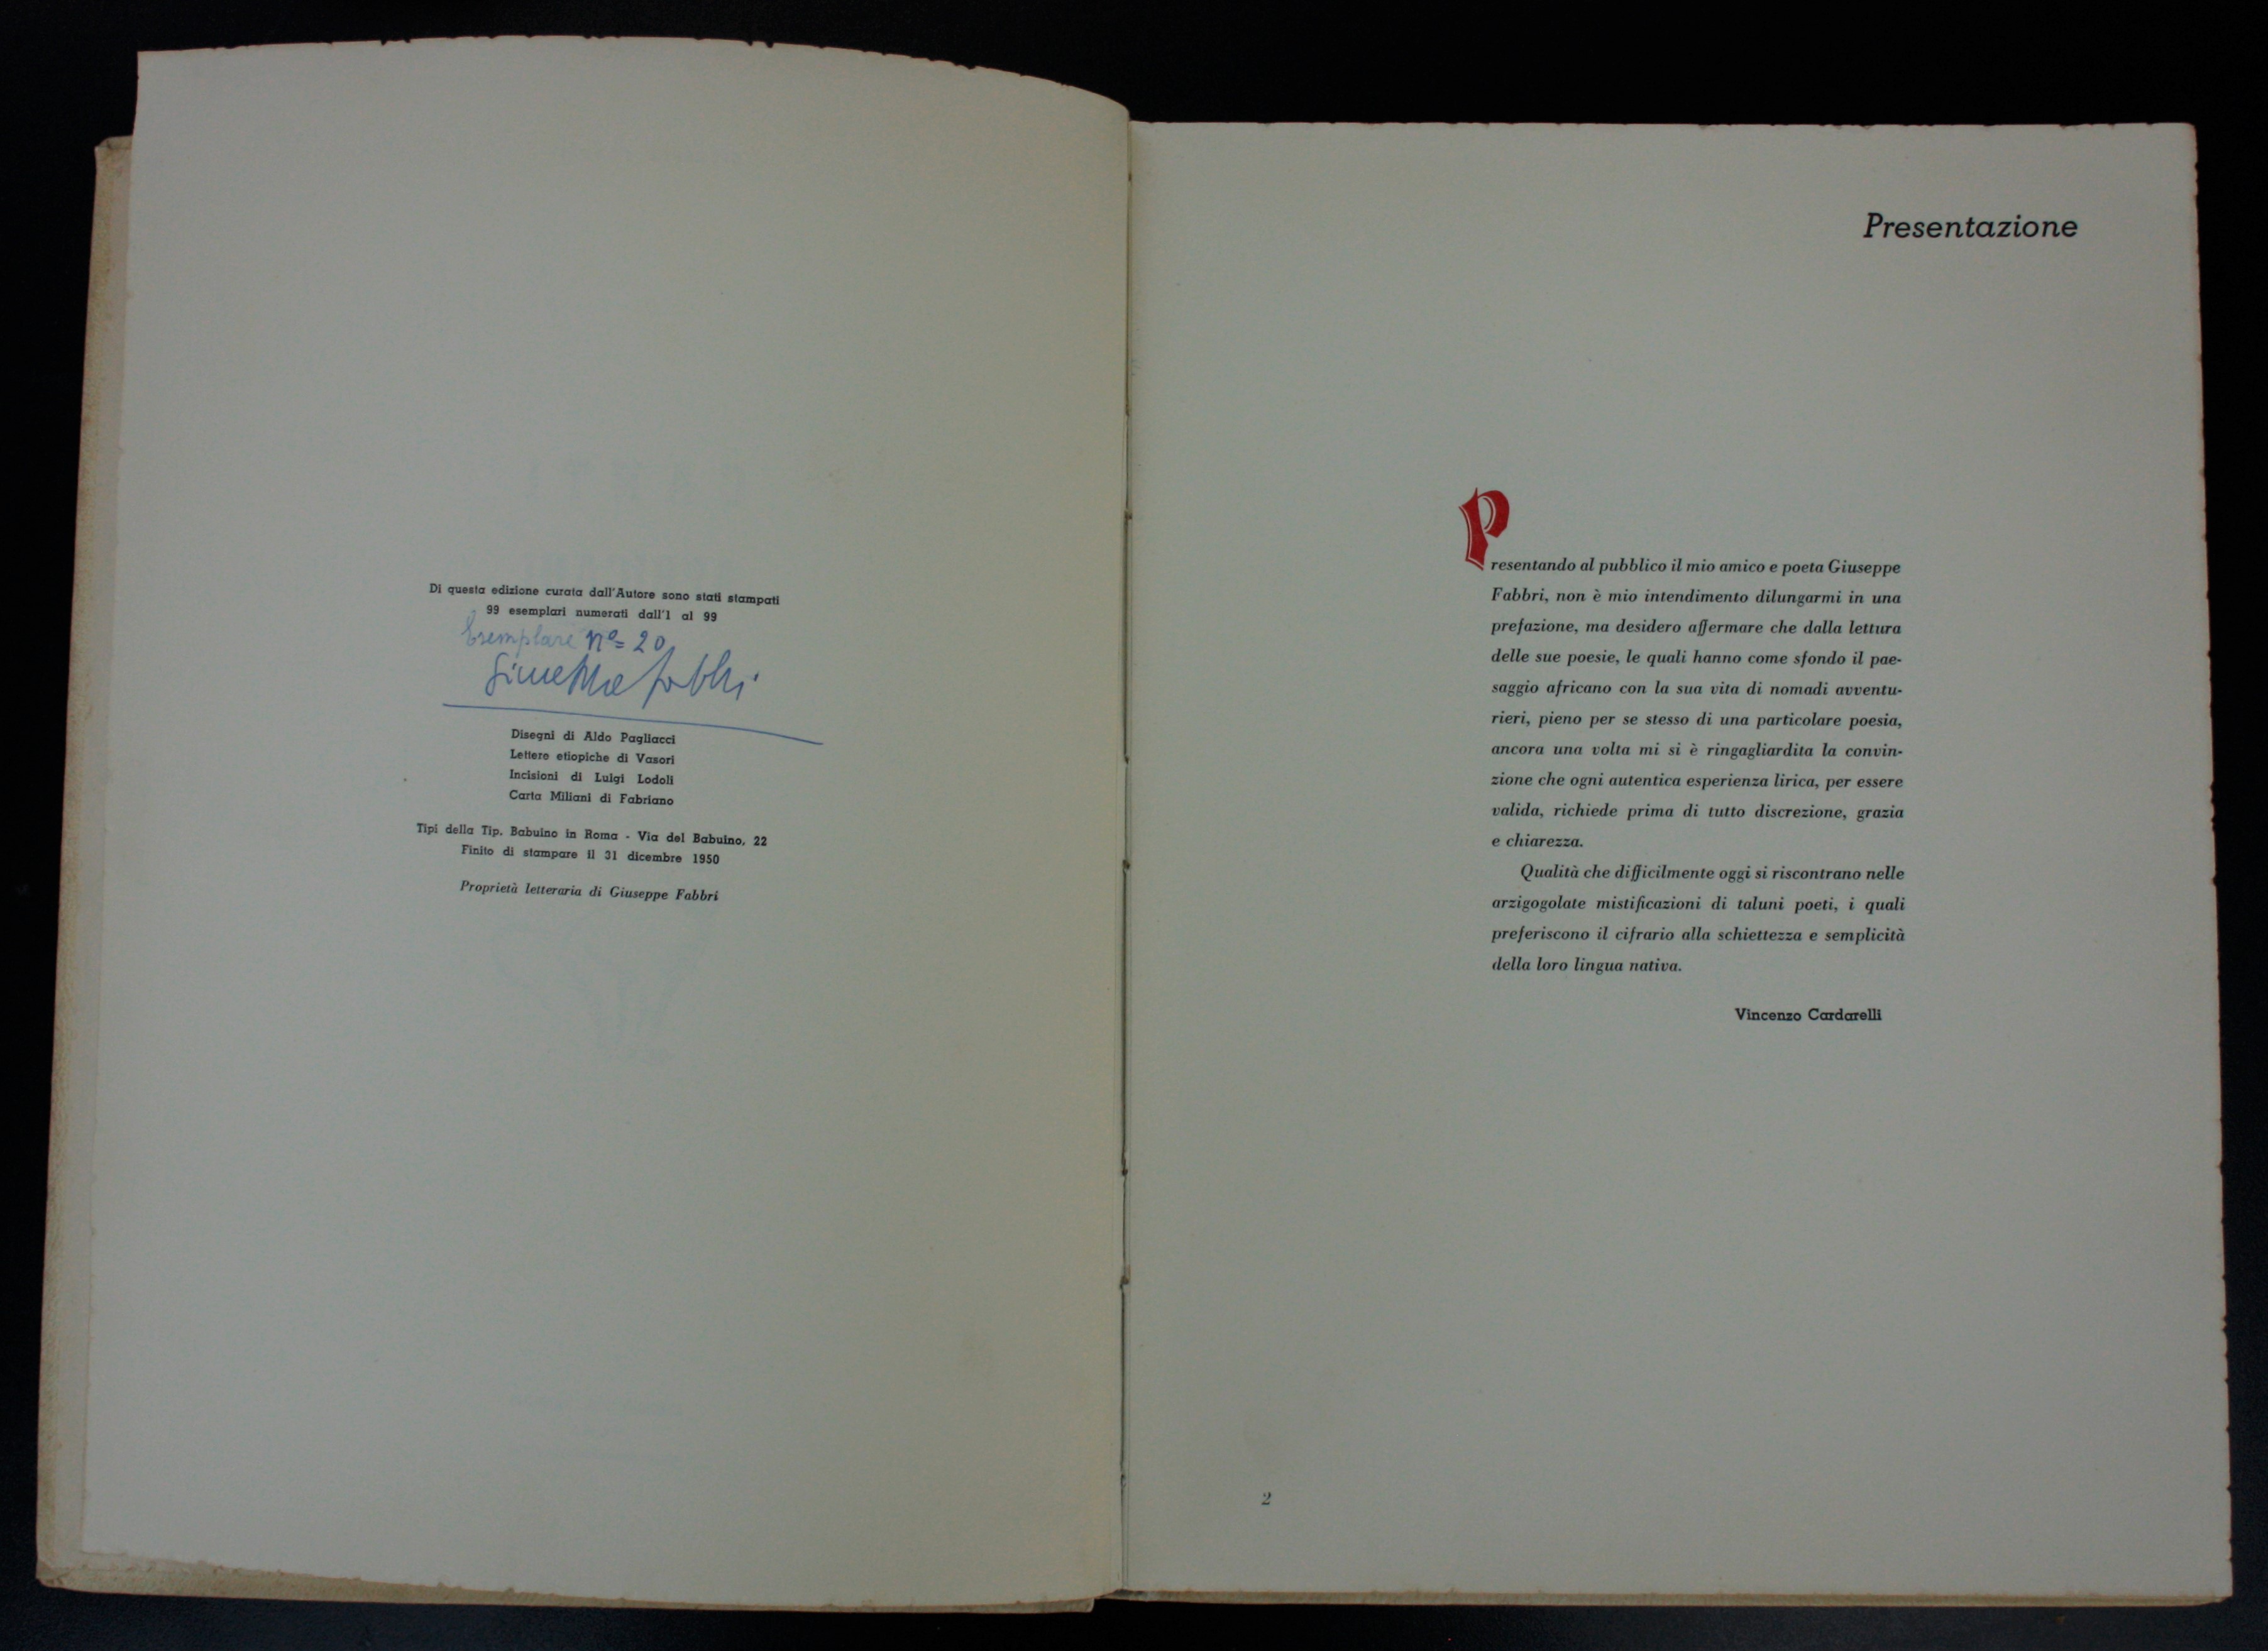 Di questa edizione curata dall'Autore sono stati stampati
99 esemplari numerati dall'1 al 99
Esemplare nº= 20
Giuseppe Fabbri
Disegni di Aldo Pagliacci
Lettere etiopiche di Vasori
Incisioni di Luigi Lodoli
Carta Miliani di Fabriano
Tipi della Tip. Babuino in Roma - Via del Babuino, 22
Finito di stampare il 31 dicembre 1950
Proprietà letteraria di Giuseppe Fabbri
Presentazione
Presentando al pubblico il mio amico e poeta Giuseppe
Fabbri, non è mio intendimento dilungarmi in una
prefazione, ma desidero affermare che dalla lettura
delle sue poesie, le quali hanno come sfondo il pae-
saggio africano con la sua vita di nomadi avventu-
rieri, pieno per se stesso di una particolare poesia,
ancora una volta mi si è ringagliardita la convin-
zione che ogni autentica esperienza lirica, per essere
valida, richiede prima di tutto discrezione, grazia
e chiarezza.
Qualità che difficilmente oggi si riscontrano nelle
arzigogolate mistificazioni di taluni poeti, i quali
preferiscono il cifrario alla schiettezza e semplicità
della loro lingua nativa.
Vincenzo Cardarelli
2